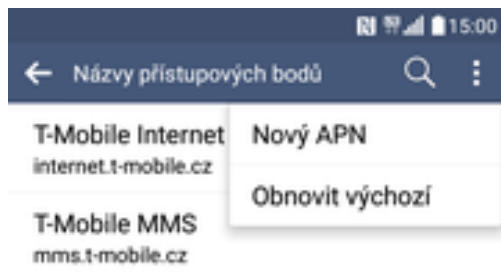 15:00
Názvy přístupových bodů
T-Mobile Internet
internet.t-mobile.cz
Nový APN
Obnovit výchozí
T-Mobile MMS
mms.t-mobile.cz